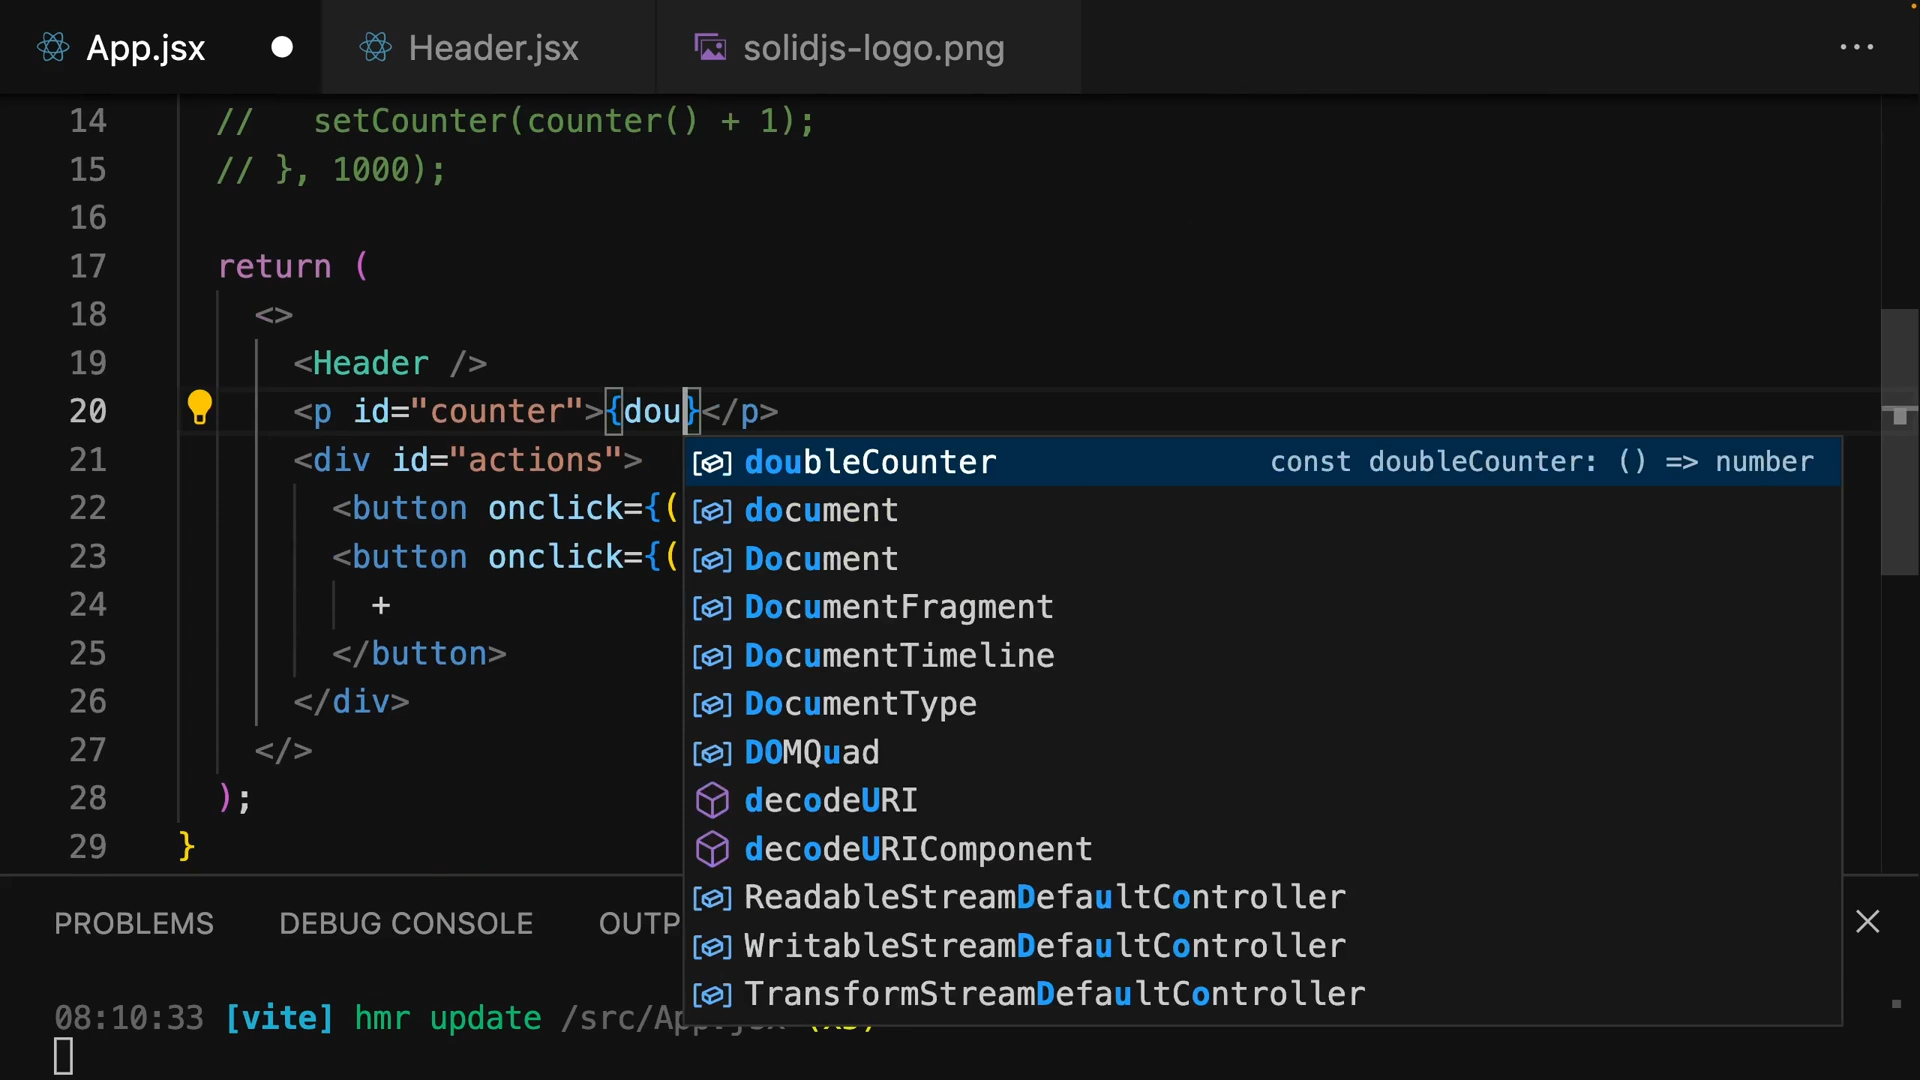 App.jsx Header.jsx solidjs-logo.png ...
14 // setCounter(counter() + 1);
15 // }, 1000);
16
17 return (
18 <>
19 <Header />
20 <p id="counter">{dou}</p>
21 <div id="actions">
doubleCounter const doubleCounter: () => number
22 <button onclick={(
document
23 <button onclick={(
Document
24 +
DocumentFragment
25 </button>
DocumentTimeline
26 </div>
DocumentType
27 </>
DOMQuad
28 );
decodeURI
29 }
decodeURIComponent
ReadableStreamDefaultController
PROBLEMS DEBUG CONSOLE OUTP
WritableStreamDefaultController
TransformStreamDefaultController
08:10:33 [vite] hmr update /src/App.jsx